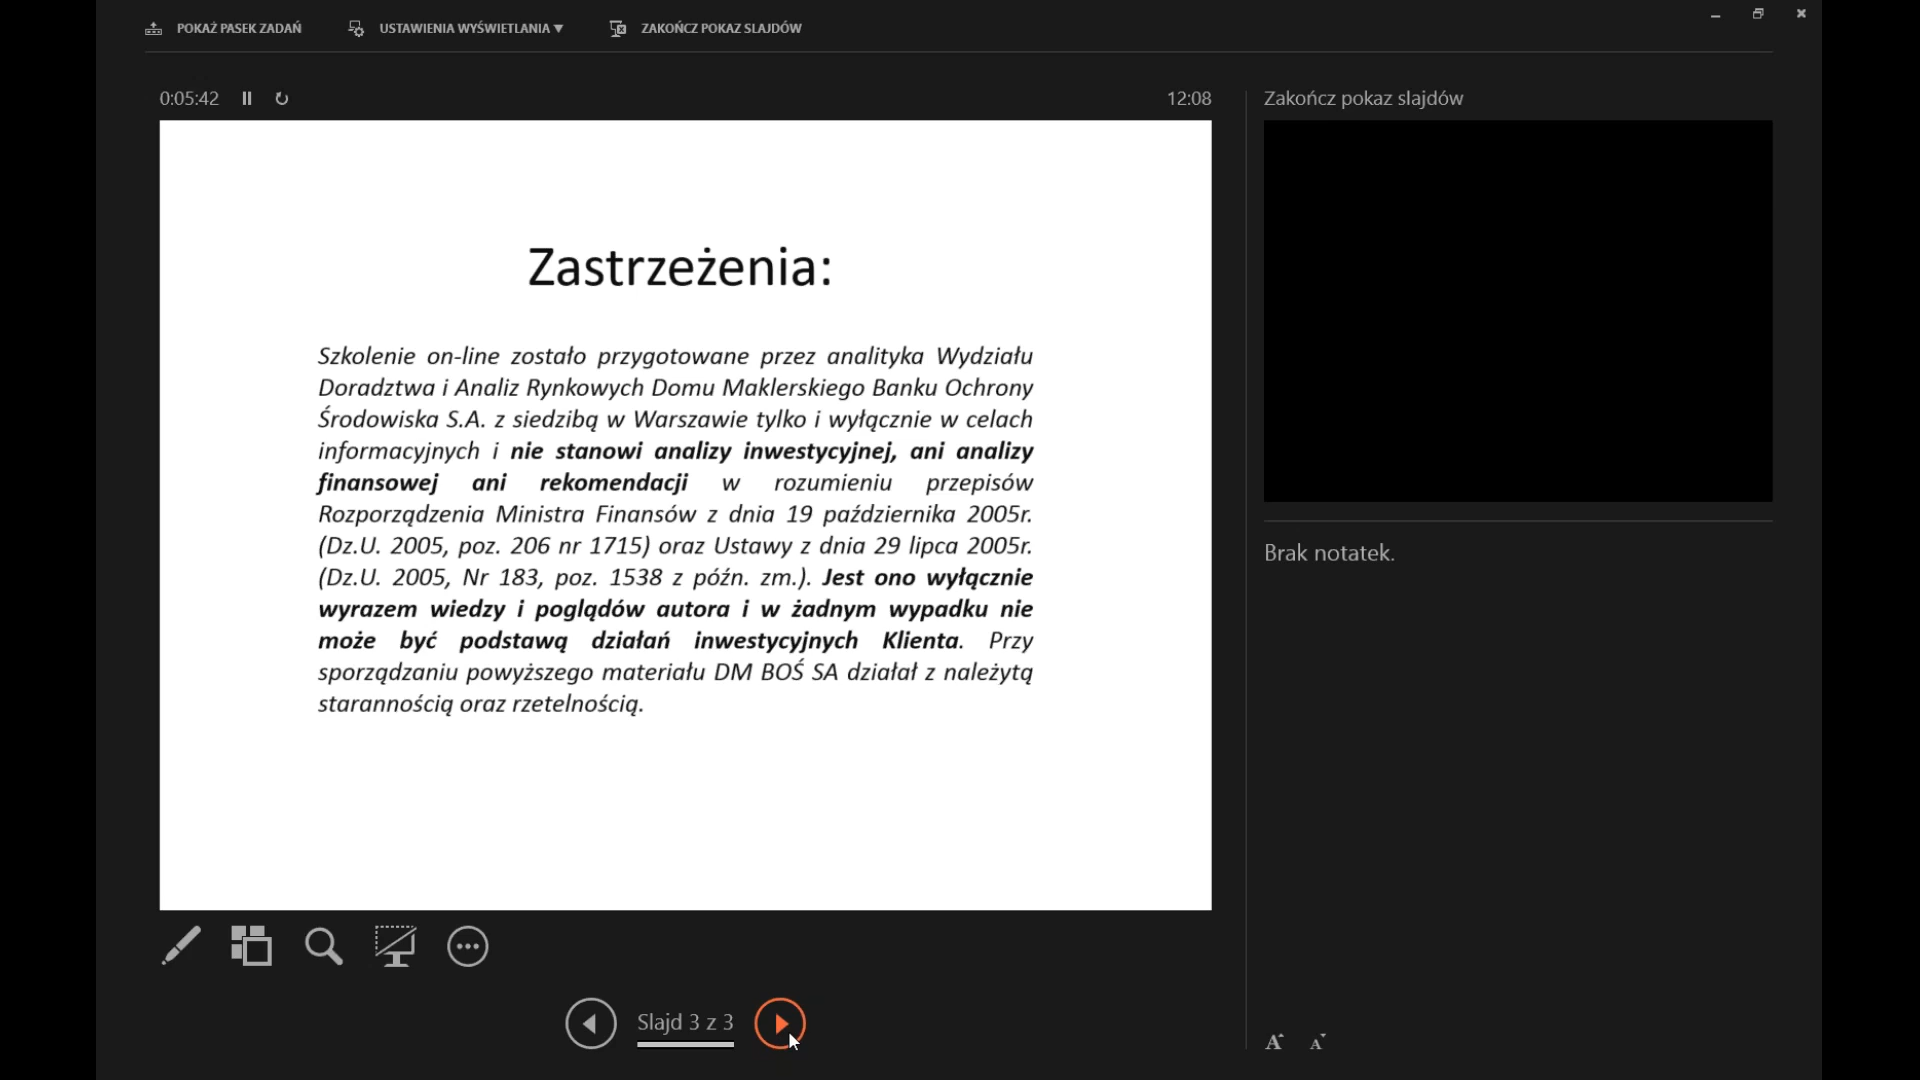 POKAŻ PASEK ZADAŃ
USTAWIENIA WYŚWIETLANIA
ZAKOŃCZ POKAZ SLAJDÓW
0:05:42
12:08
Zakończ pokaz slajdów
Zastrzeżenia:
Szkolenie on-line zostało przygotowane przez analityka Wydziału
Doradztwa i Analiz Rynkowych Domu Maklerskiego Banku Ochrony
Środowiska S.A. z siedzibą w Warszawie tylko i wyłącznie w celach
informacyjnych i nie stanowi analizy inwestycyjnej, ani analizy
finansowej ani rekomendacji w rozumieniu przepisów
Rozporządzenia Ministra Finansów z dnia 19 października 2005r.
(Dz.U. 2005, poz. 206 nr 1715) oraz Ustawy z dnia 29 lipca 2005r.
(Dz.U. 2005, Nr 183, poz. 1538 z późn. zm.). Jest ono wyłącznie
wyrazem wiedzy i poglądów autora i w żadnym wypadku nie
może być podstawą działań inwestycyjnych Klienta. Przy
sporządzaniu powyższego materiału DM BOŚ SA działał z należytą
starannością oraz rzetelnością.
Brak notatek.
Slajd 3 z 3
A
A